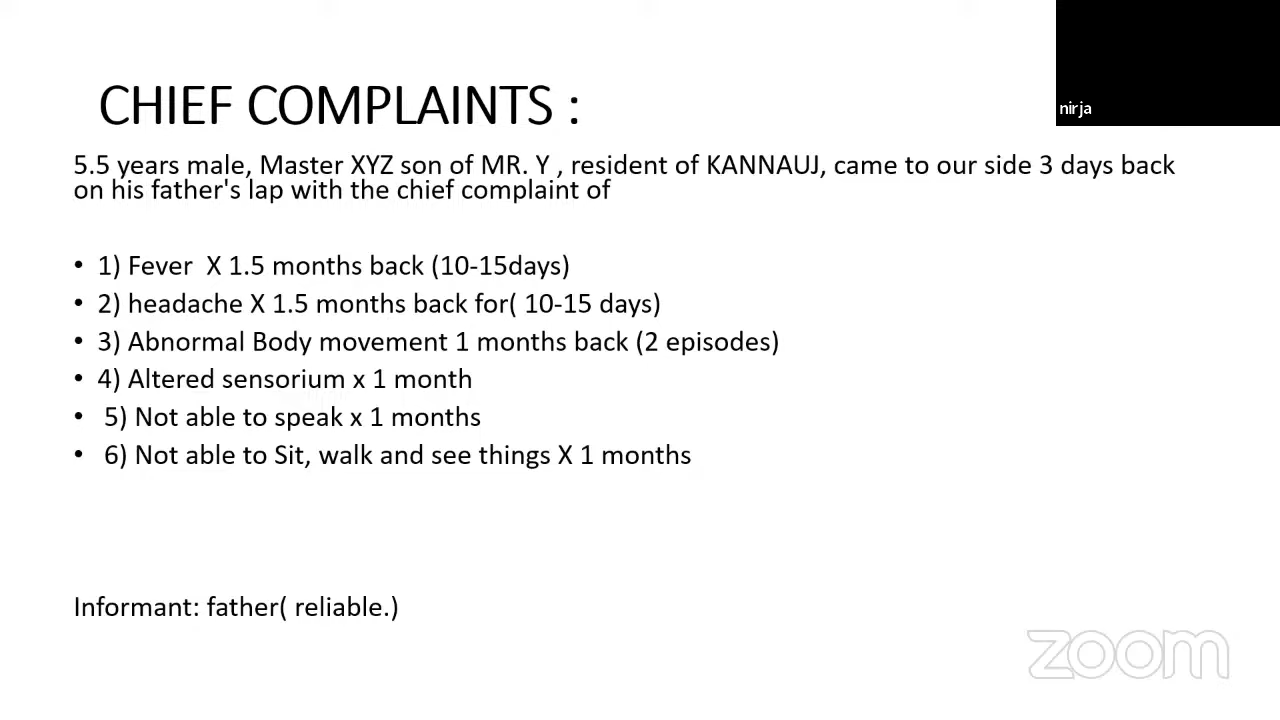 nirja
CHIEF COMPLAINTS :
5.5 years male, Master XYZ son of MR. Y , resident of KANNAUJ, came to our side 3 days back
on his father's lap with the chief complaint of
• 1) Fever X 1.5 months back (10-15days)
• 2) headache X 1.5 months back for( 10-15 days)
• 3) Abnormal Body movement 1 months back (2 episodes)
• 4) Altered sensorium x 1 month
• 5) Not able to speak x 1 months
• 6) Not able to Sit, walk and see things X 1 months
Informant: father( reliable.)
zoom